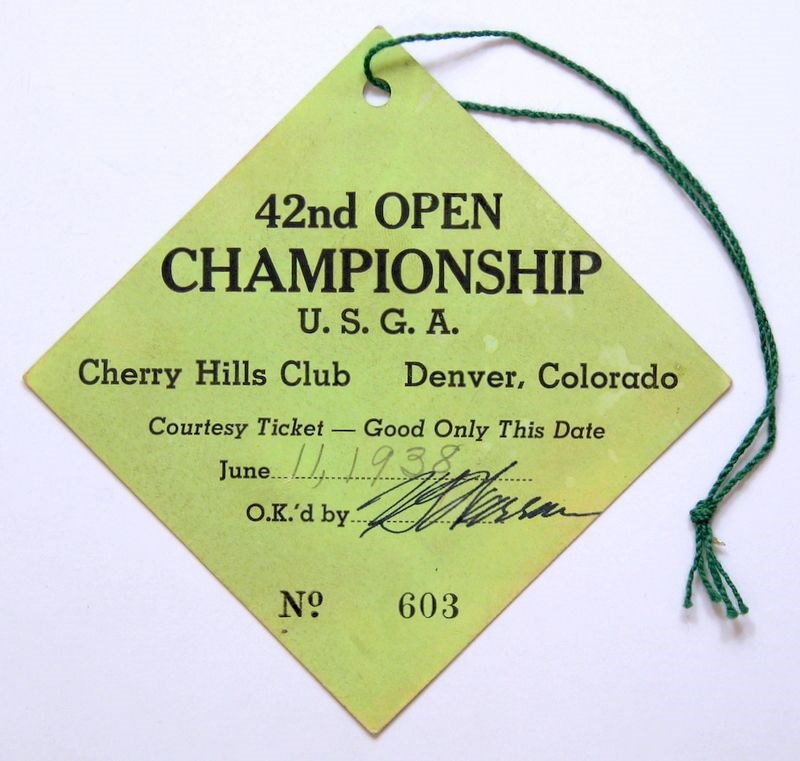 42nd OPEN
CHAMPIONSHIP
U. S. G. A.
Cherry Hills Club Denver, Colorado
Courtesy Ticket — Good Only This Date
June 11, 1938
O.K.'d by
Nº 603